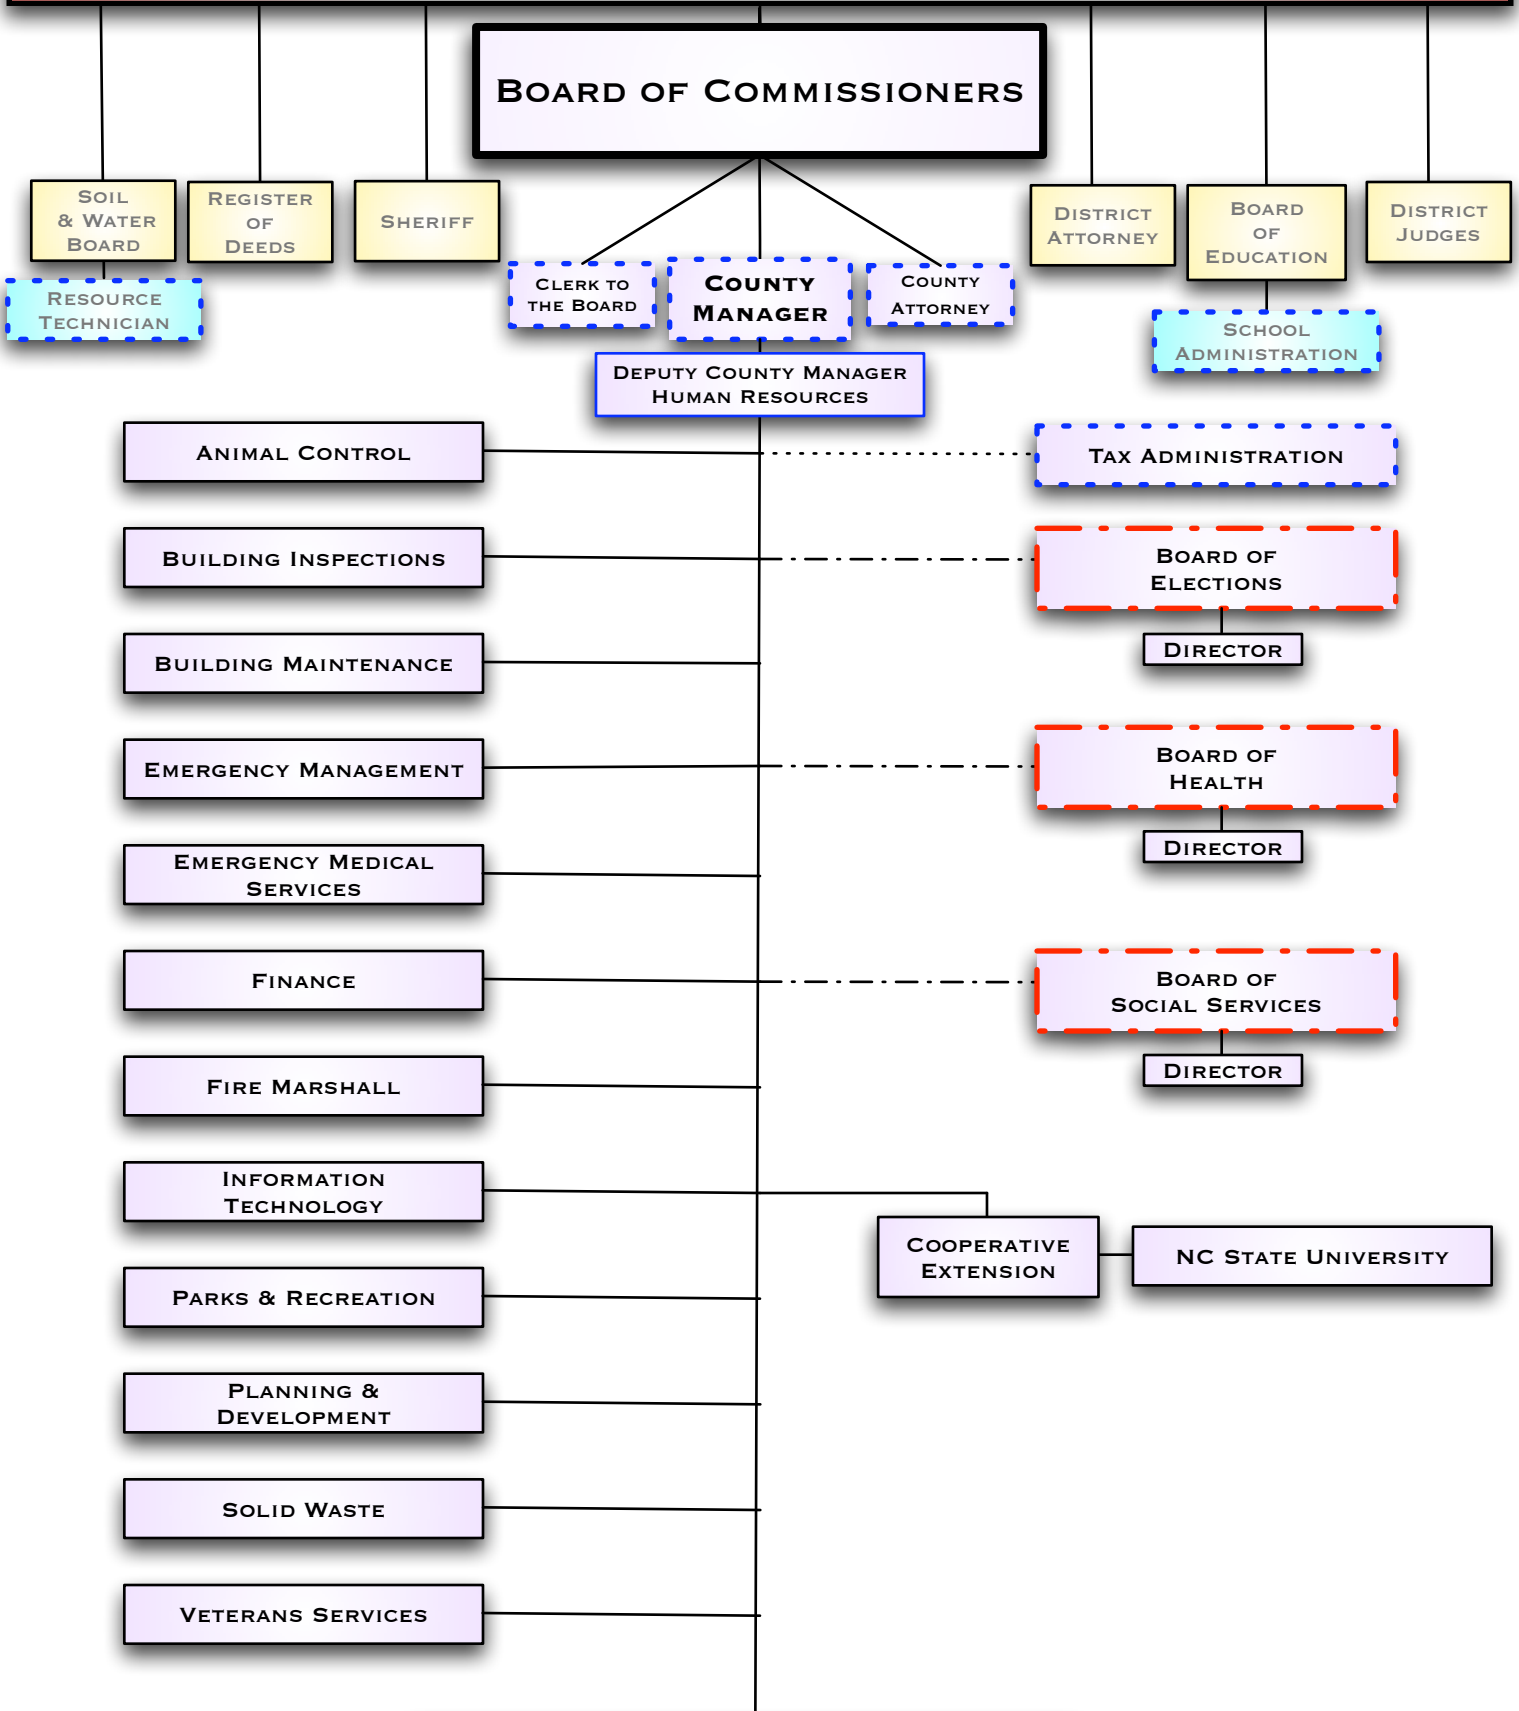 Board of Commissioners
Soil
& Water
Board
Register
of
Deeds
Sheriff
District
Attorney
Board
of
Education
District
Judges
Resource
Technician
Clerk to
the Board
County
Manager
County
Attorney
School
Administration
Deputy County Manager
Human Resources
Animal Control
Tax Administration
Building Inspections
Board of
Elections
Director
Building Maintenance
Emergency Management
Board of
Health
Director
Emergency Medical
Services
Finance
Board of
Social Services
Director
Fire Marshall
Information
Technology
Cooperative
Extension
NC State University
Parks & Recreation
Planning &
Development
Solid Waste
Veterans Services